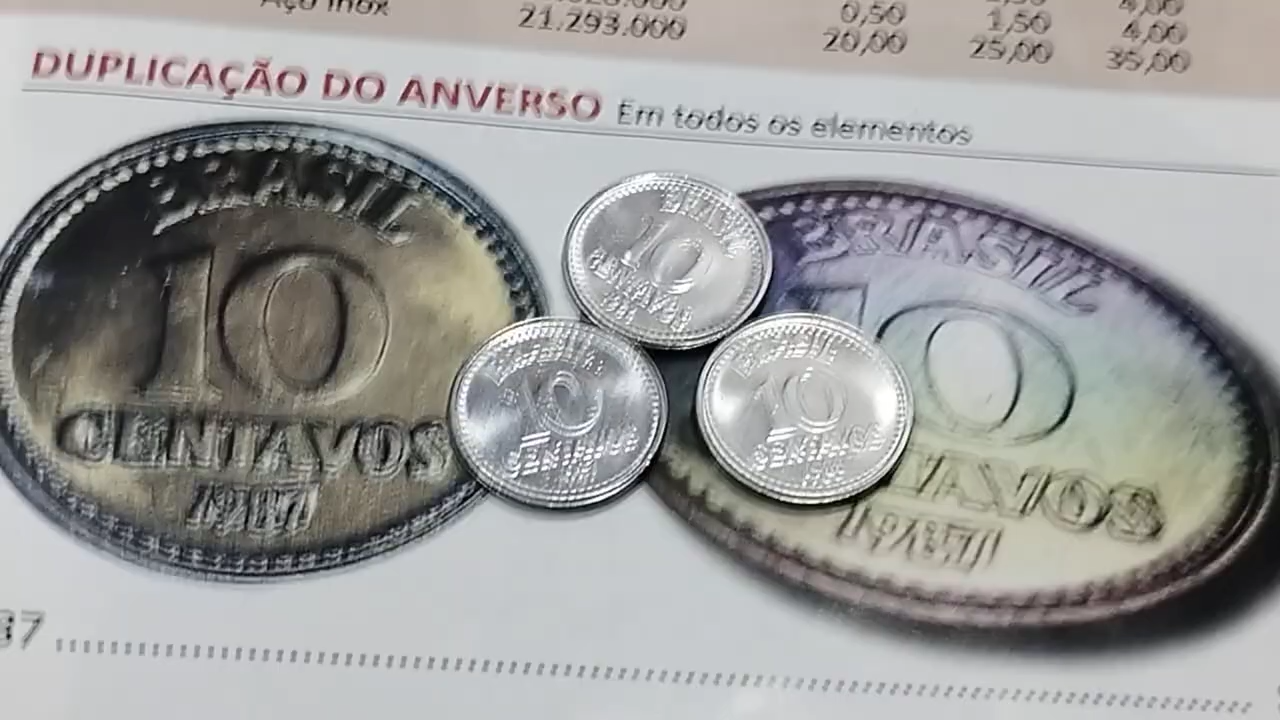 Aço inox
21.293.000
0,50 1,50 4,00
20,00 25,00 35,00
DUPLICAÇÃO DO ANVERSO Em todos os elementos
BRASIL
10
CENTAVOS
1987
BRASIL
10
CENTAVOS
BRASIL
10
CENTAVOS
BRASIL
10
CENTAVOS
BRASIL
10
TAVOS
1987
87